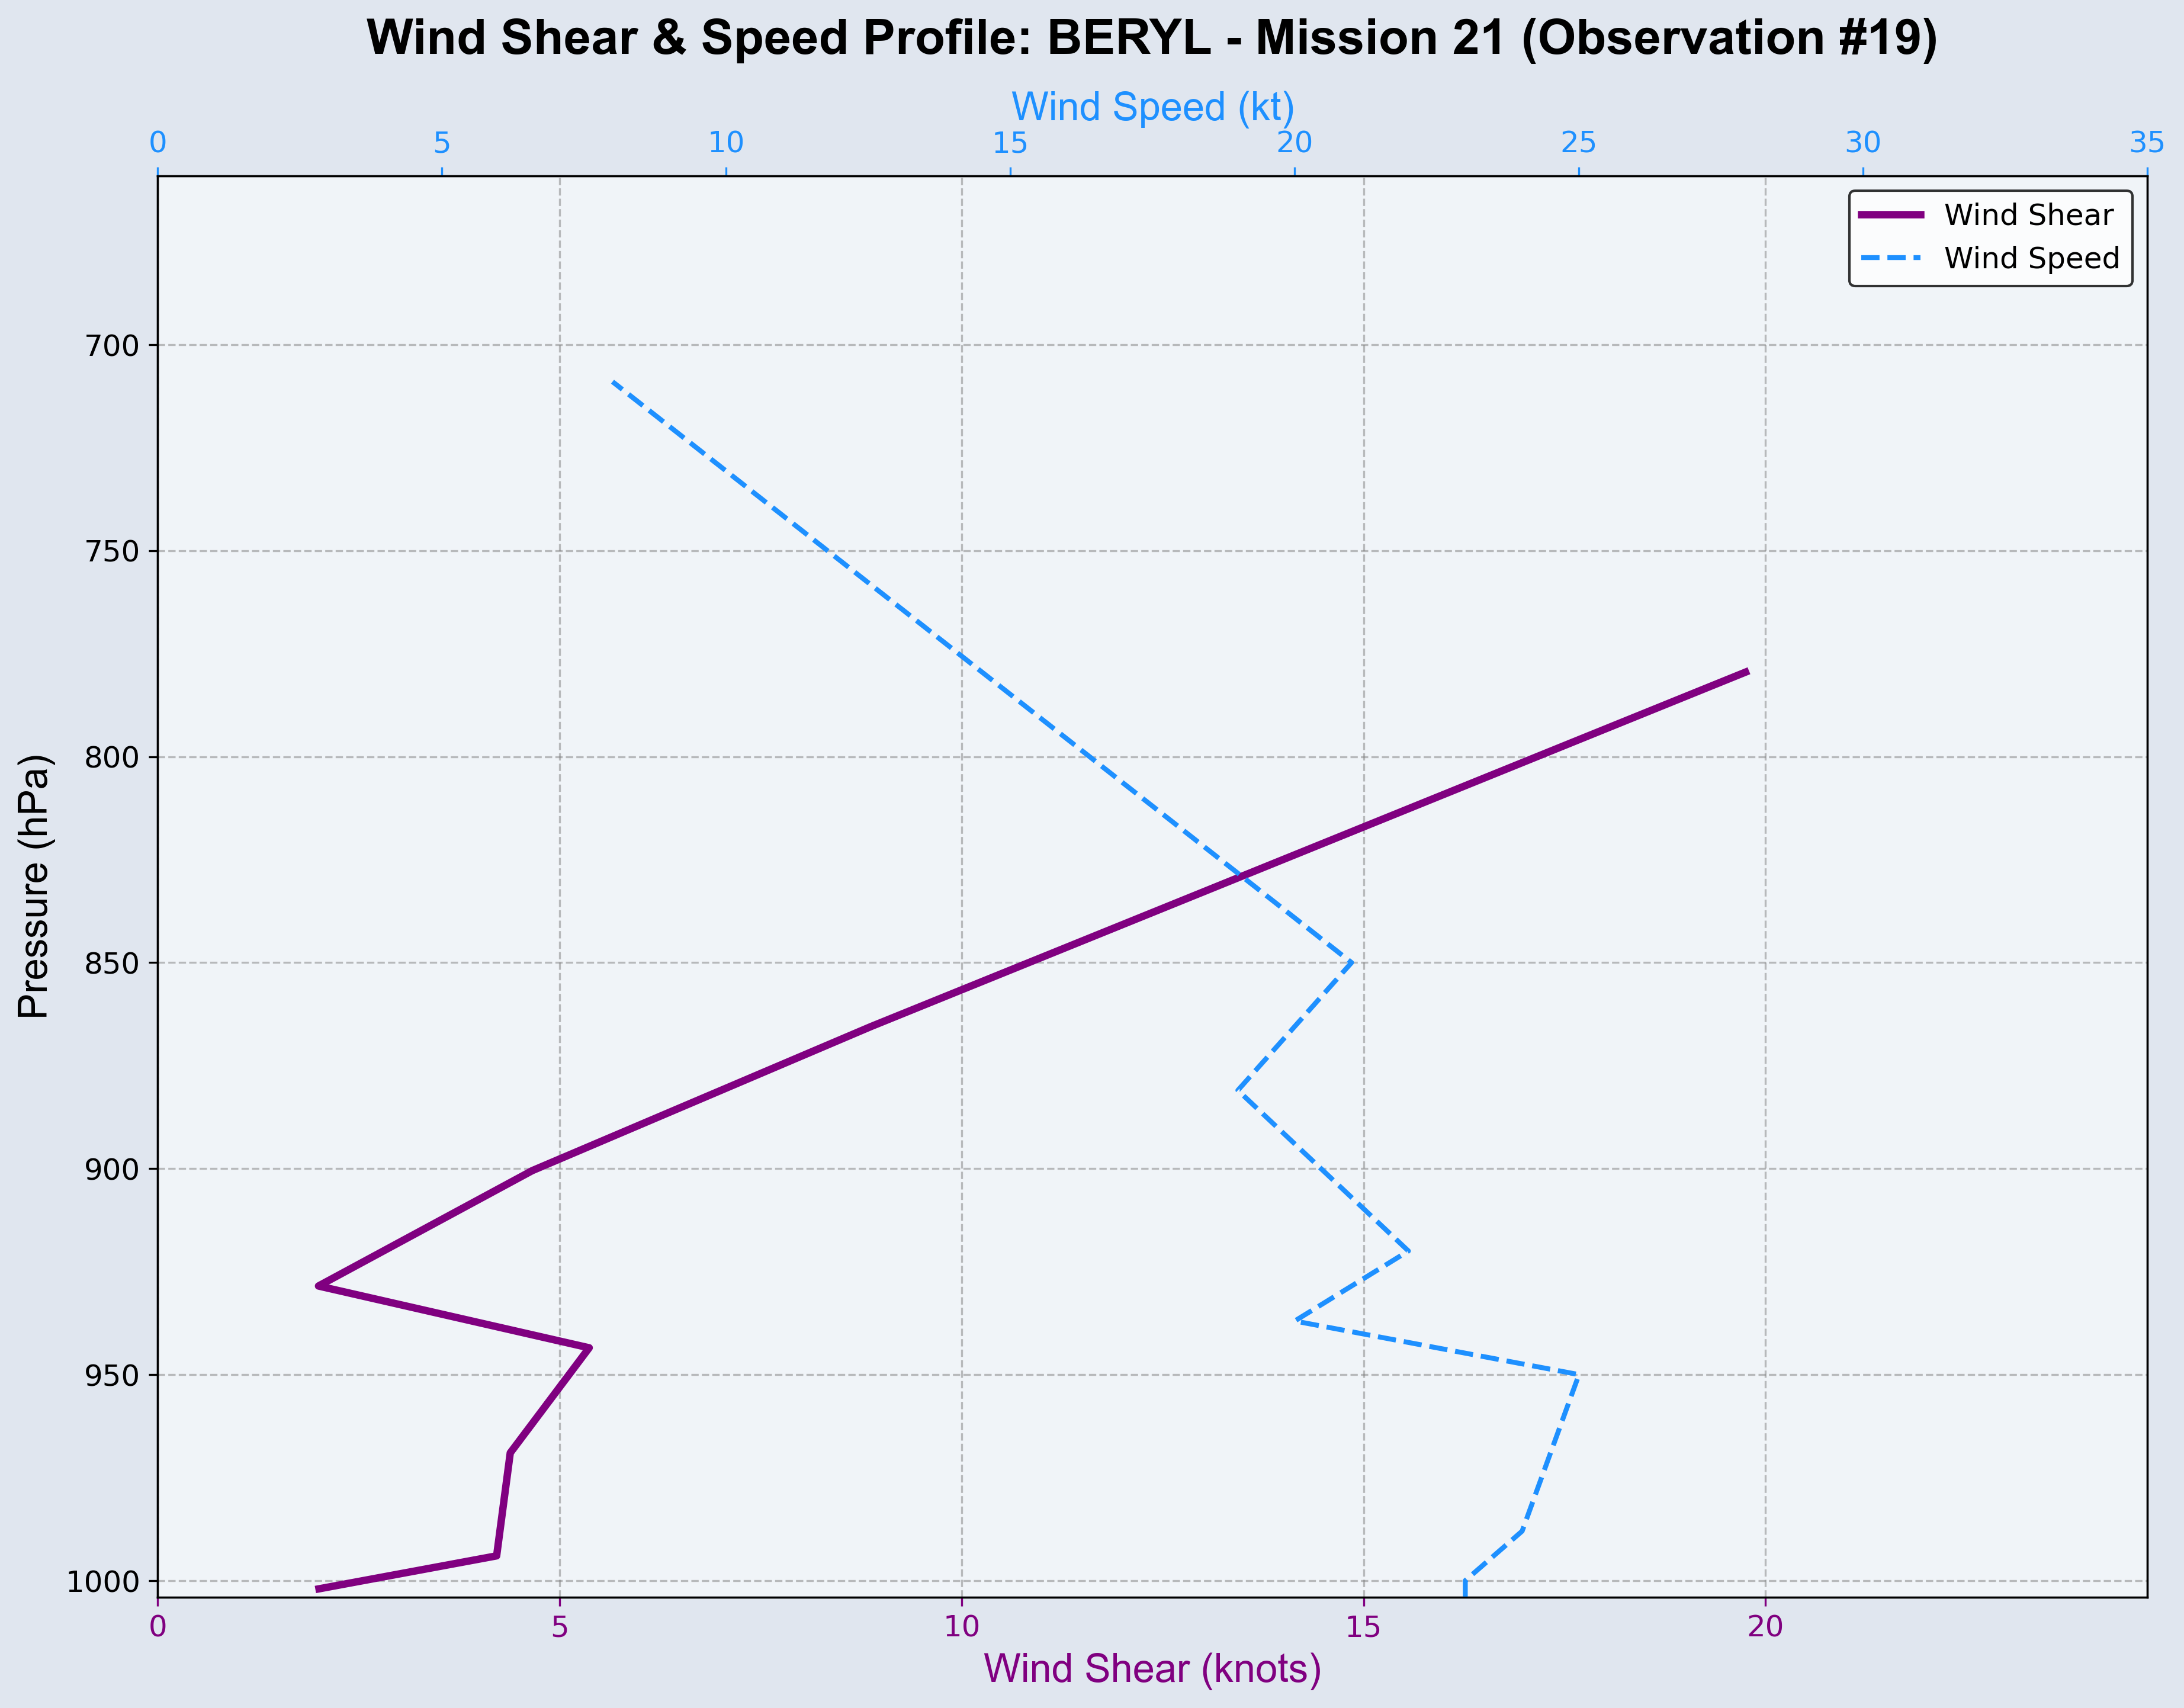 Wind Shear & Speed Profile: BERYL - Mission 21 (Observation #19)
Wind Speed (kt)
0 5 10 15 20 25 30 35
Wind Shear
Wind Speed
700
750
800
850
900
950
1000
Pressure (hPa)
0 5 10 15 20
Wind Shear (knots)